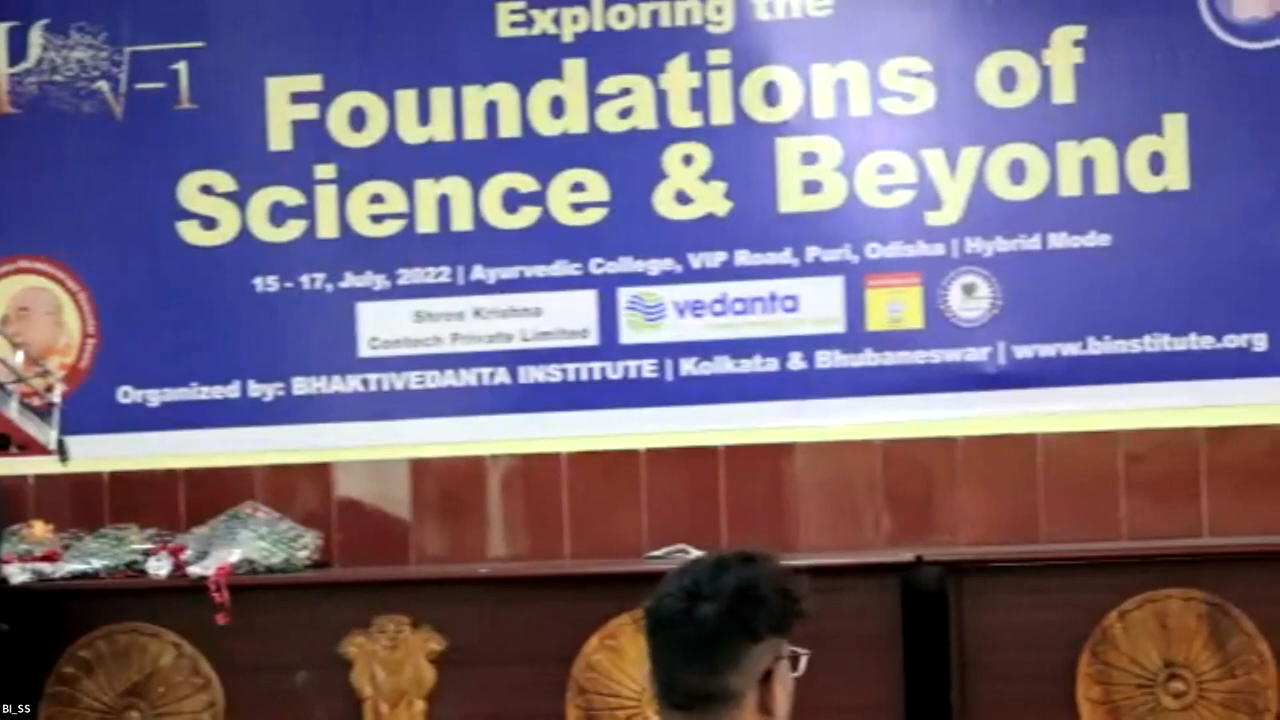 Exploring the
√-1
Foundations of
Science & Beyond
15 - 17, July, 2022 | Ayurvedic College, VIP Road, Puri, Odisha | Hybrid Mode
Shree Krishna
Contech Private Limited
vedanta
Organized by: BHAKTIVEDANTA INSTITUTE | Kolkata & Bhubaneswar | www.binstitute.org
BI_SS